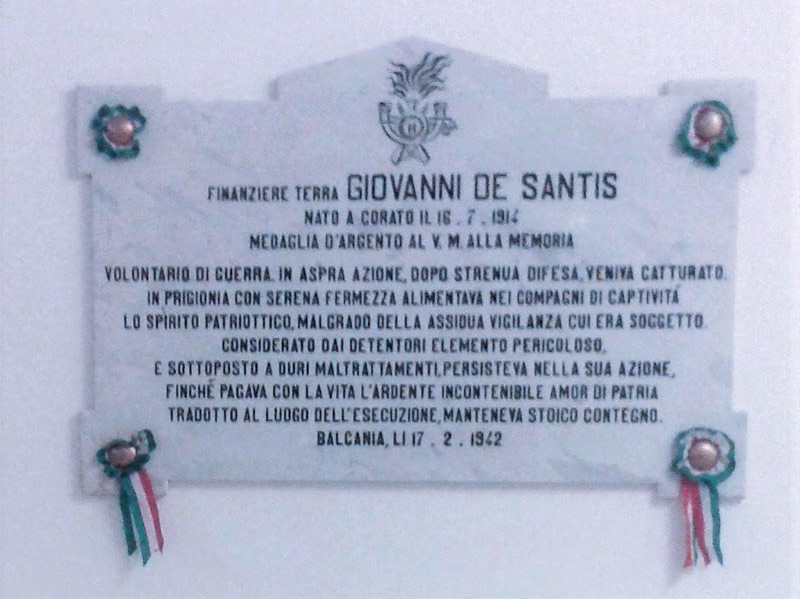 FINANZIERE TERRA GIOVANNI DE SANTIS
NATO A CORATO IL 16 . 7 . 1914
MEDAGLIA D'ARGENTO AL V. M. ALLA MEMORIA
VOLONTARIO DI GUERRA. IN ASPRA AZIONE, DOPO STRENUA DIFESA, VENIVA CATTURATO.
IN PRIGIONIA CON SERENA FERMEZZA ALIMENTAVA NEI COMPAGNI DI CAPTIVITÀ
LO SPIRITO PATRIOTTICO, MALGRADO DELLA ASSIDUA VIGILANZA CUI ERA SOGGETTO.
CONSIDERATO DAI DETENTORI ELEMENTO PERICOLOSO,
E SOTTOPOSTO A DURI MALTRATTAMENTI, PERSISTEVA NELLA SUA AZIONE,
FINCHÉ PAGAVA CON LA VITA L'ARDENTE INCONTENIBILE AMOR DI PATRIA
TRADOTTO AL LUOGO DELL'ESECUZIONE, MANTENEVA STOICO CONTEGNO.
BALCANIA, LI 17 . 2 . 1942